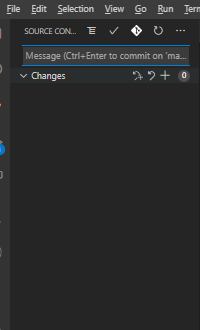 File Edit Selection View Go Run Term
SOURCE CON...
Message (Ctrl+Enter to commit on 'ma...
Changes 0